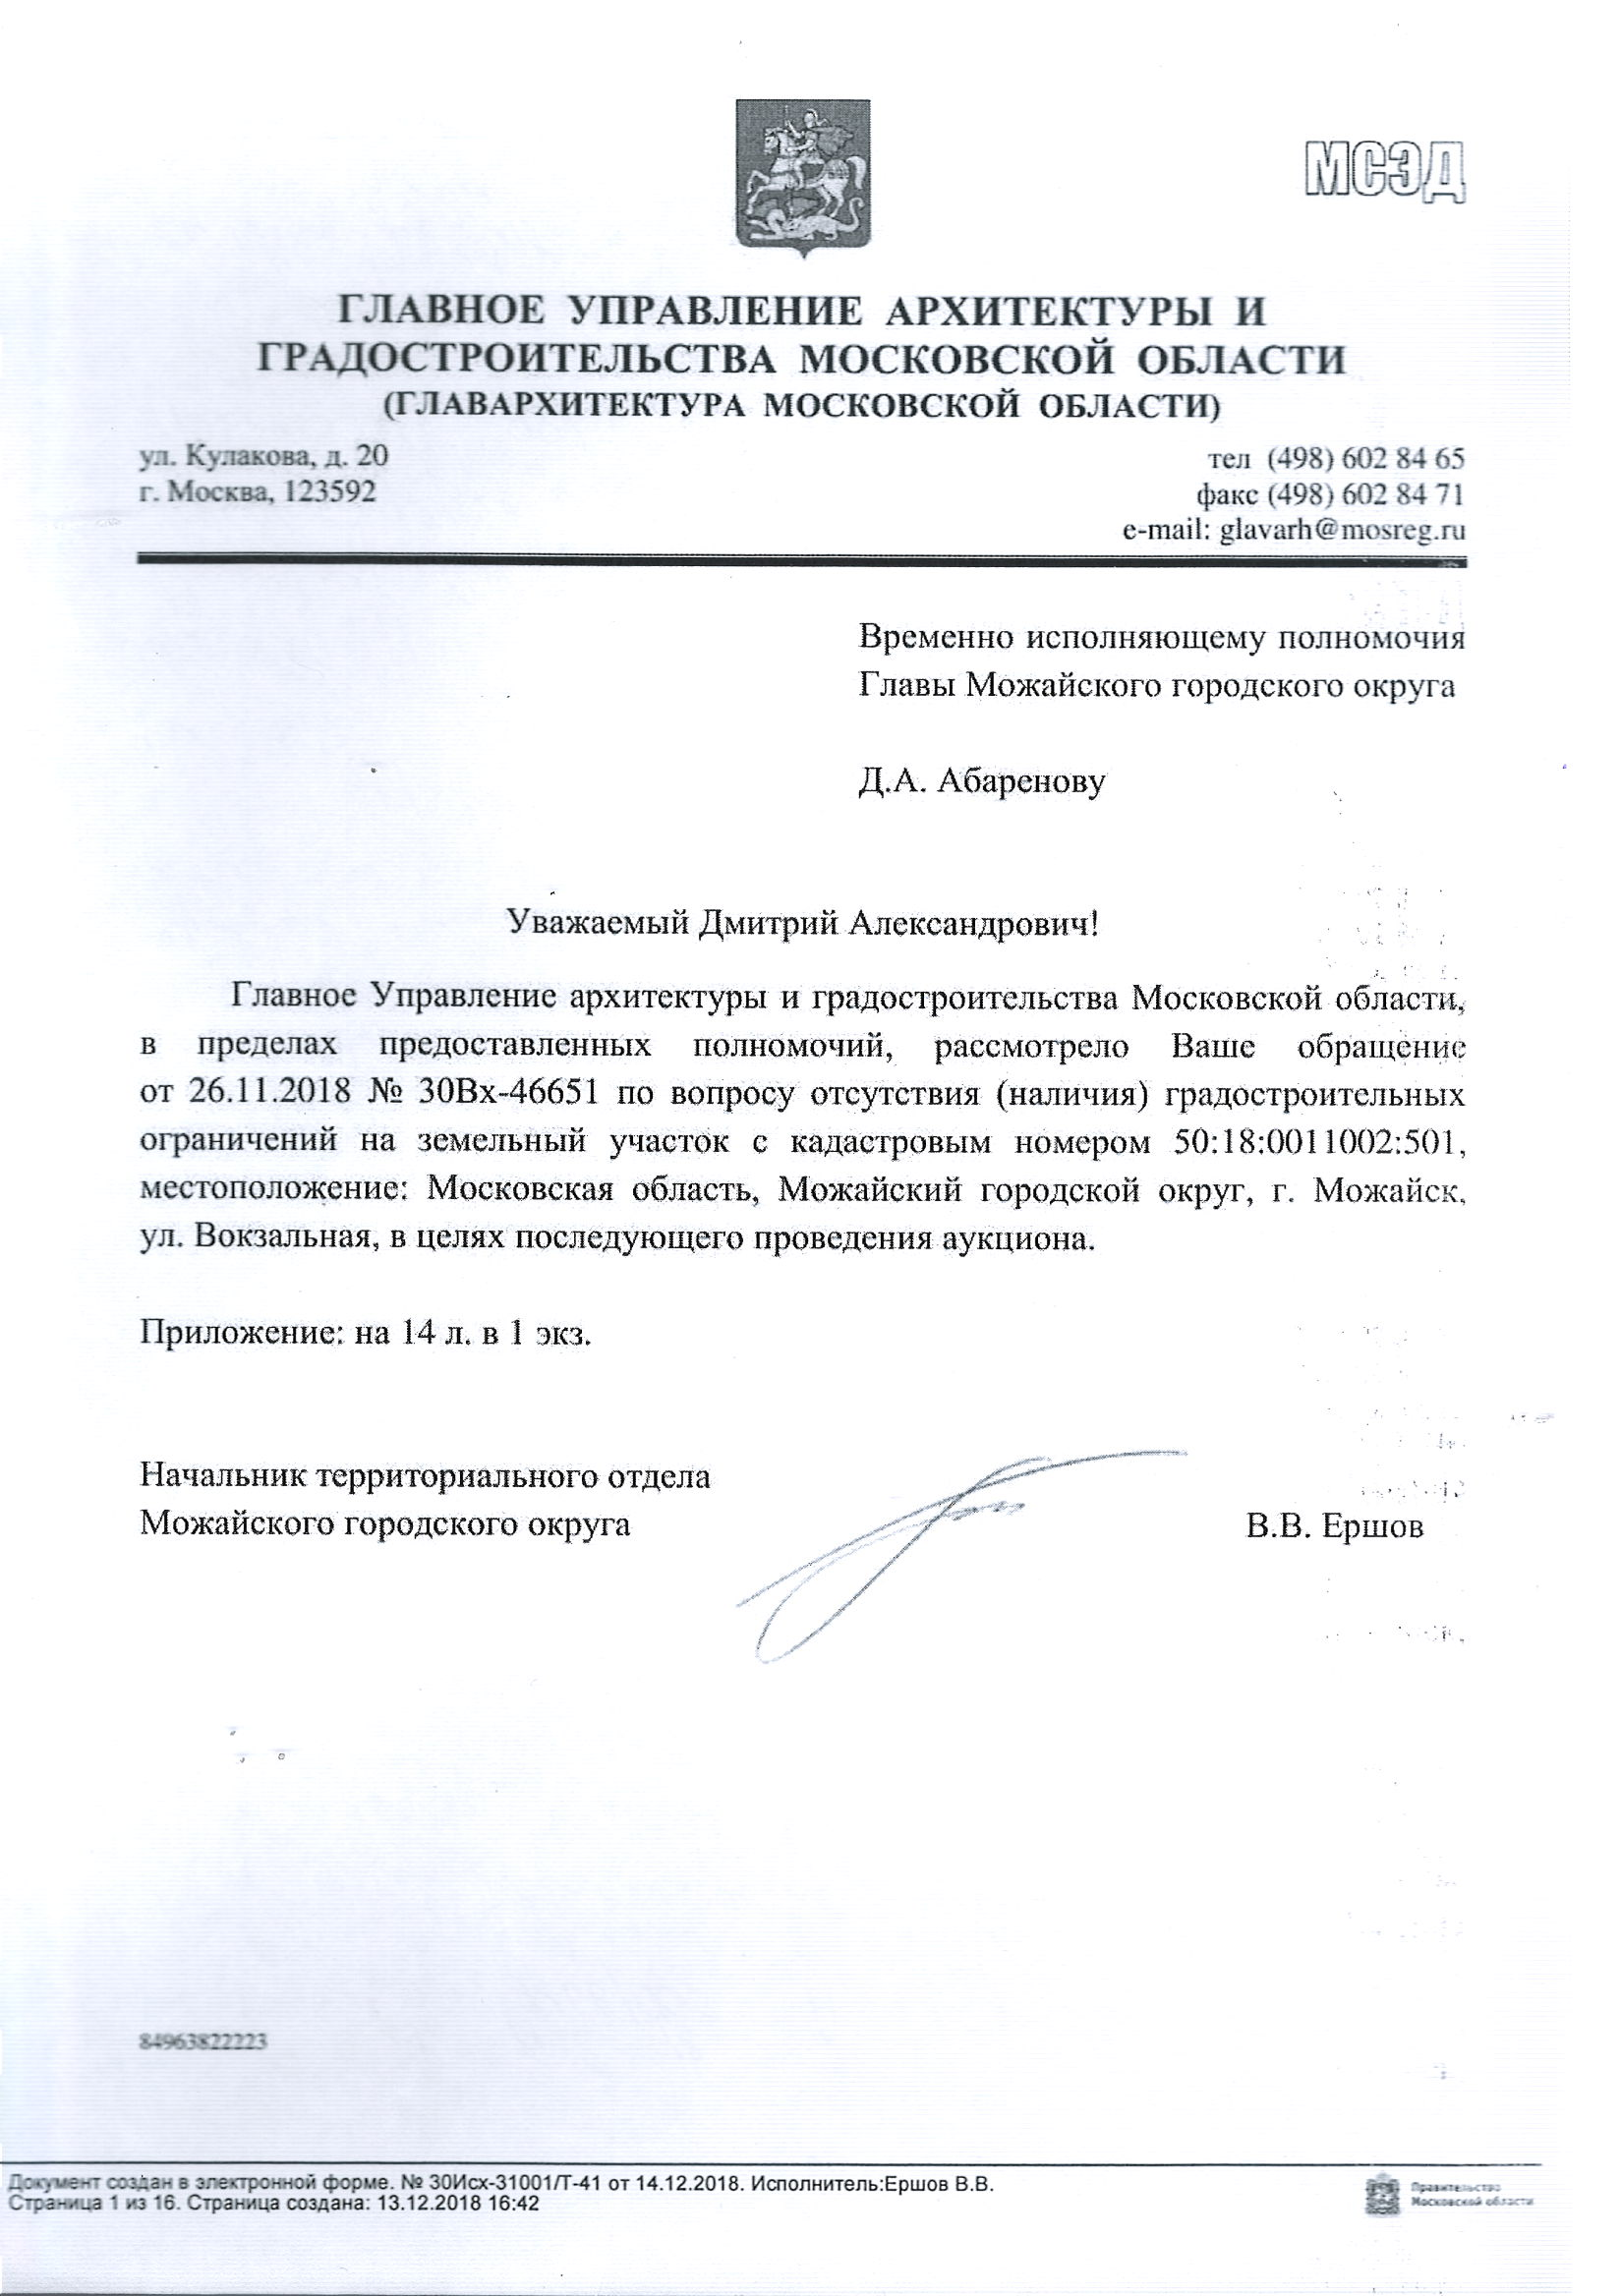 МСЭД
ГЛАВНОЕ УПРАВЛЕНИЕ АРХИТЕКТУРЫ И
ГРАДОСТРОИТЕЛЬСТВА МОСКОВСКОЙ ОБЛАСТИ
(ГЛАВАРХИТЕКТУРА МОСКОВСКОЙ ОБЛАСТИ)
ул. Кулакова, д. 20
г. Москва, 123592
тел (498) 602 84 65
факс (498) 602 84 71
e-mail: glavarh@mosreg.ru
Временно исполняющему полномочия
Главы Можайского городского округа
Д.А. Абаренову
Уважаемый Дмитрий Александрович!
Главное Управление архитектуры и градостроительства Московской области,
в пределах предоставленных полномочий, рассмотрело Ваше обращение
от 26.11.2018 № 30Вх-46651 по вопросу отсутствия (наличия) градостроительных
ограничений на земельный участок с кадастровым номером 50:18:0011002:501,
местоположение: Московская область, Можайский городской округ, г. Можайск,
ул. Вокзальная, в целях последующего проведения аукциона.
Приложение: на 14 л. в 1 экз.
Начальник территориального отдела
Можайского городского округа
В.В. Ершов
84963822223
Документ создан в электронной форме. № 30Исх-31001/Т-41 от 14.12.2018. Исполнитель:Ершов В.В.
Страница 1 из 16. Страница создана: 13.12.2018 16:42
Правительство
Московской области